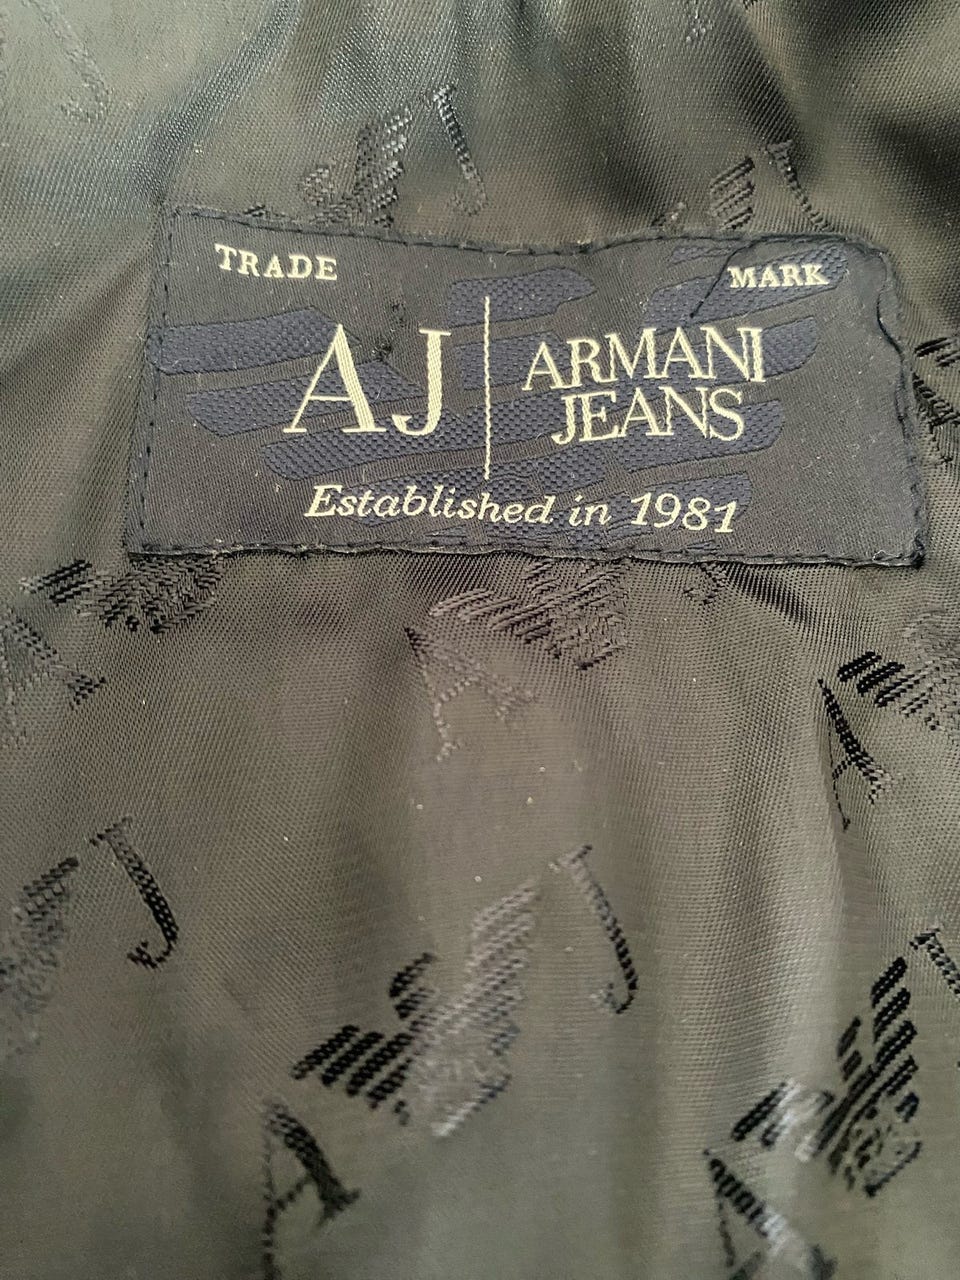 TRADE MARK
AJ ARMANI
JEANS
Established in 1981
A J
A J
A J
A
A
J
J